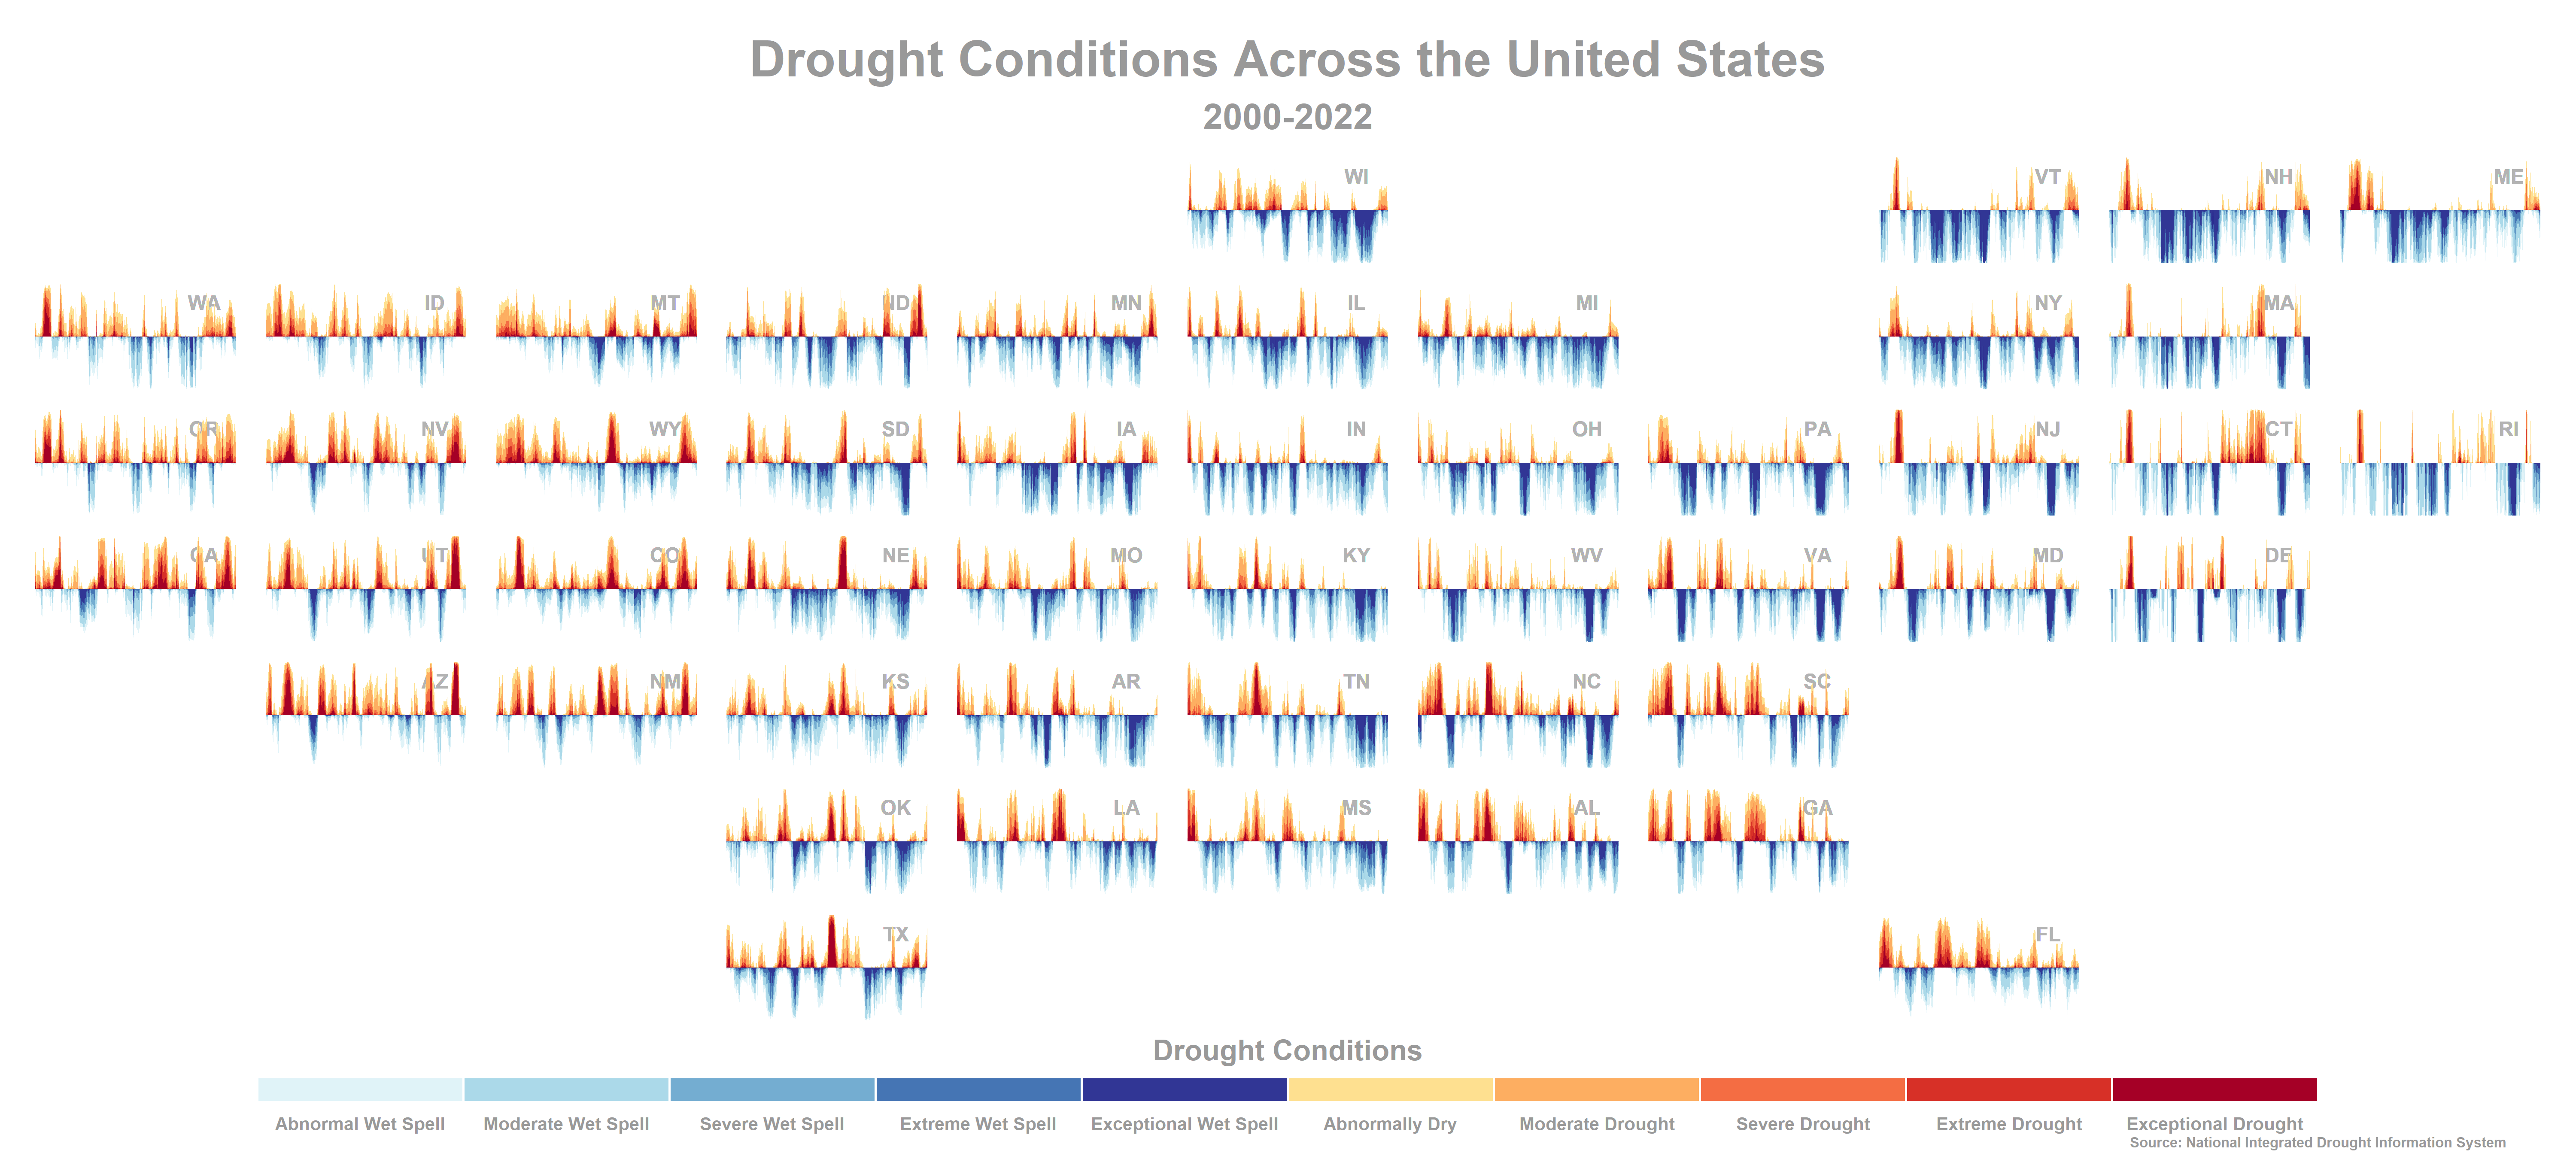 Drought Conditions Across the United States
2000-2022
WI VT NH ME
WA ID MT ND MN IL MI NY MA
OR NV WY SD IA IN OH PA NJ CT RI
CA UT CO NE MO KY WV VA MD DE
AZ NM KS AR TN NC SC
OK LA MS AL GA
TX FL
Drought Conditions
Abnormal Wet Spell Moderate Wet Spell Severe Wet Spell Extreme Wet Spell Exceptional Wet Spell Abnormally Dry Moderate Drought Severe Drought Extreme Drought Exceptional Drought
Source: National Integrated Drought Information System